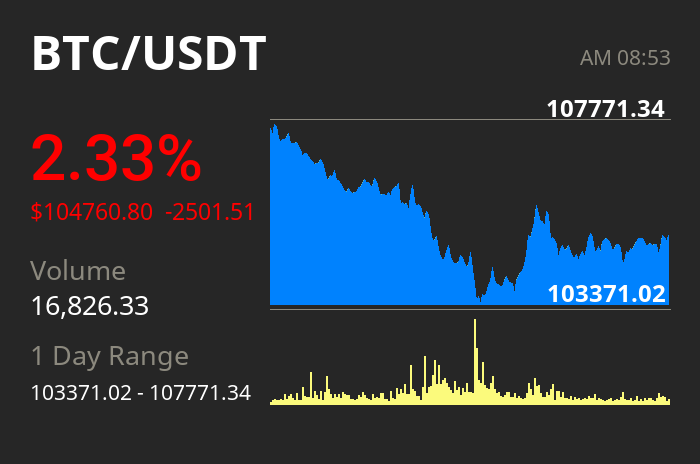 BTC/USDT
AM 08:53
107771.34
2.33%
$104760.80 -2501.51
Volume
16,826.33
103371.02
1 Day Range
103371.02 - 107771.34